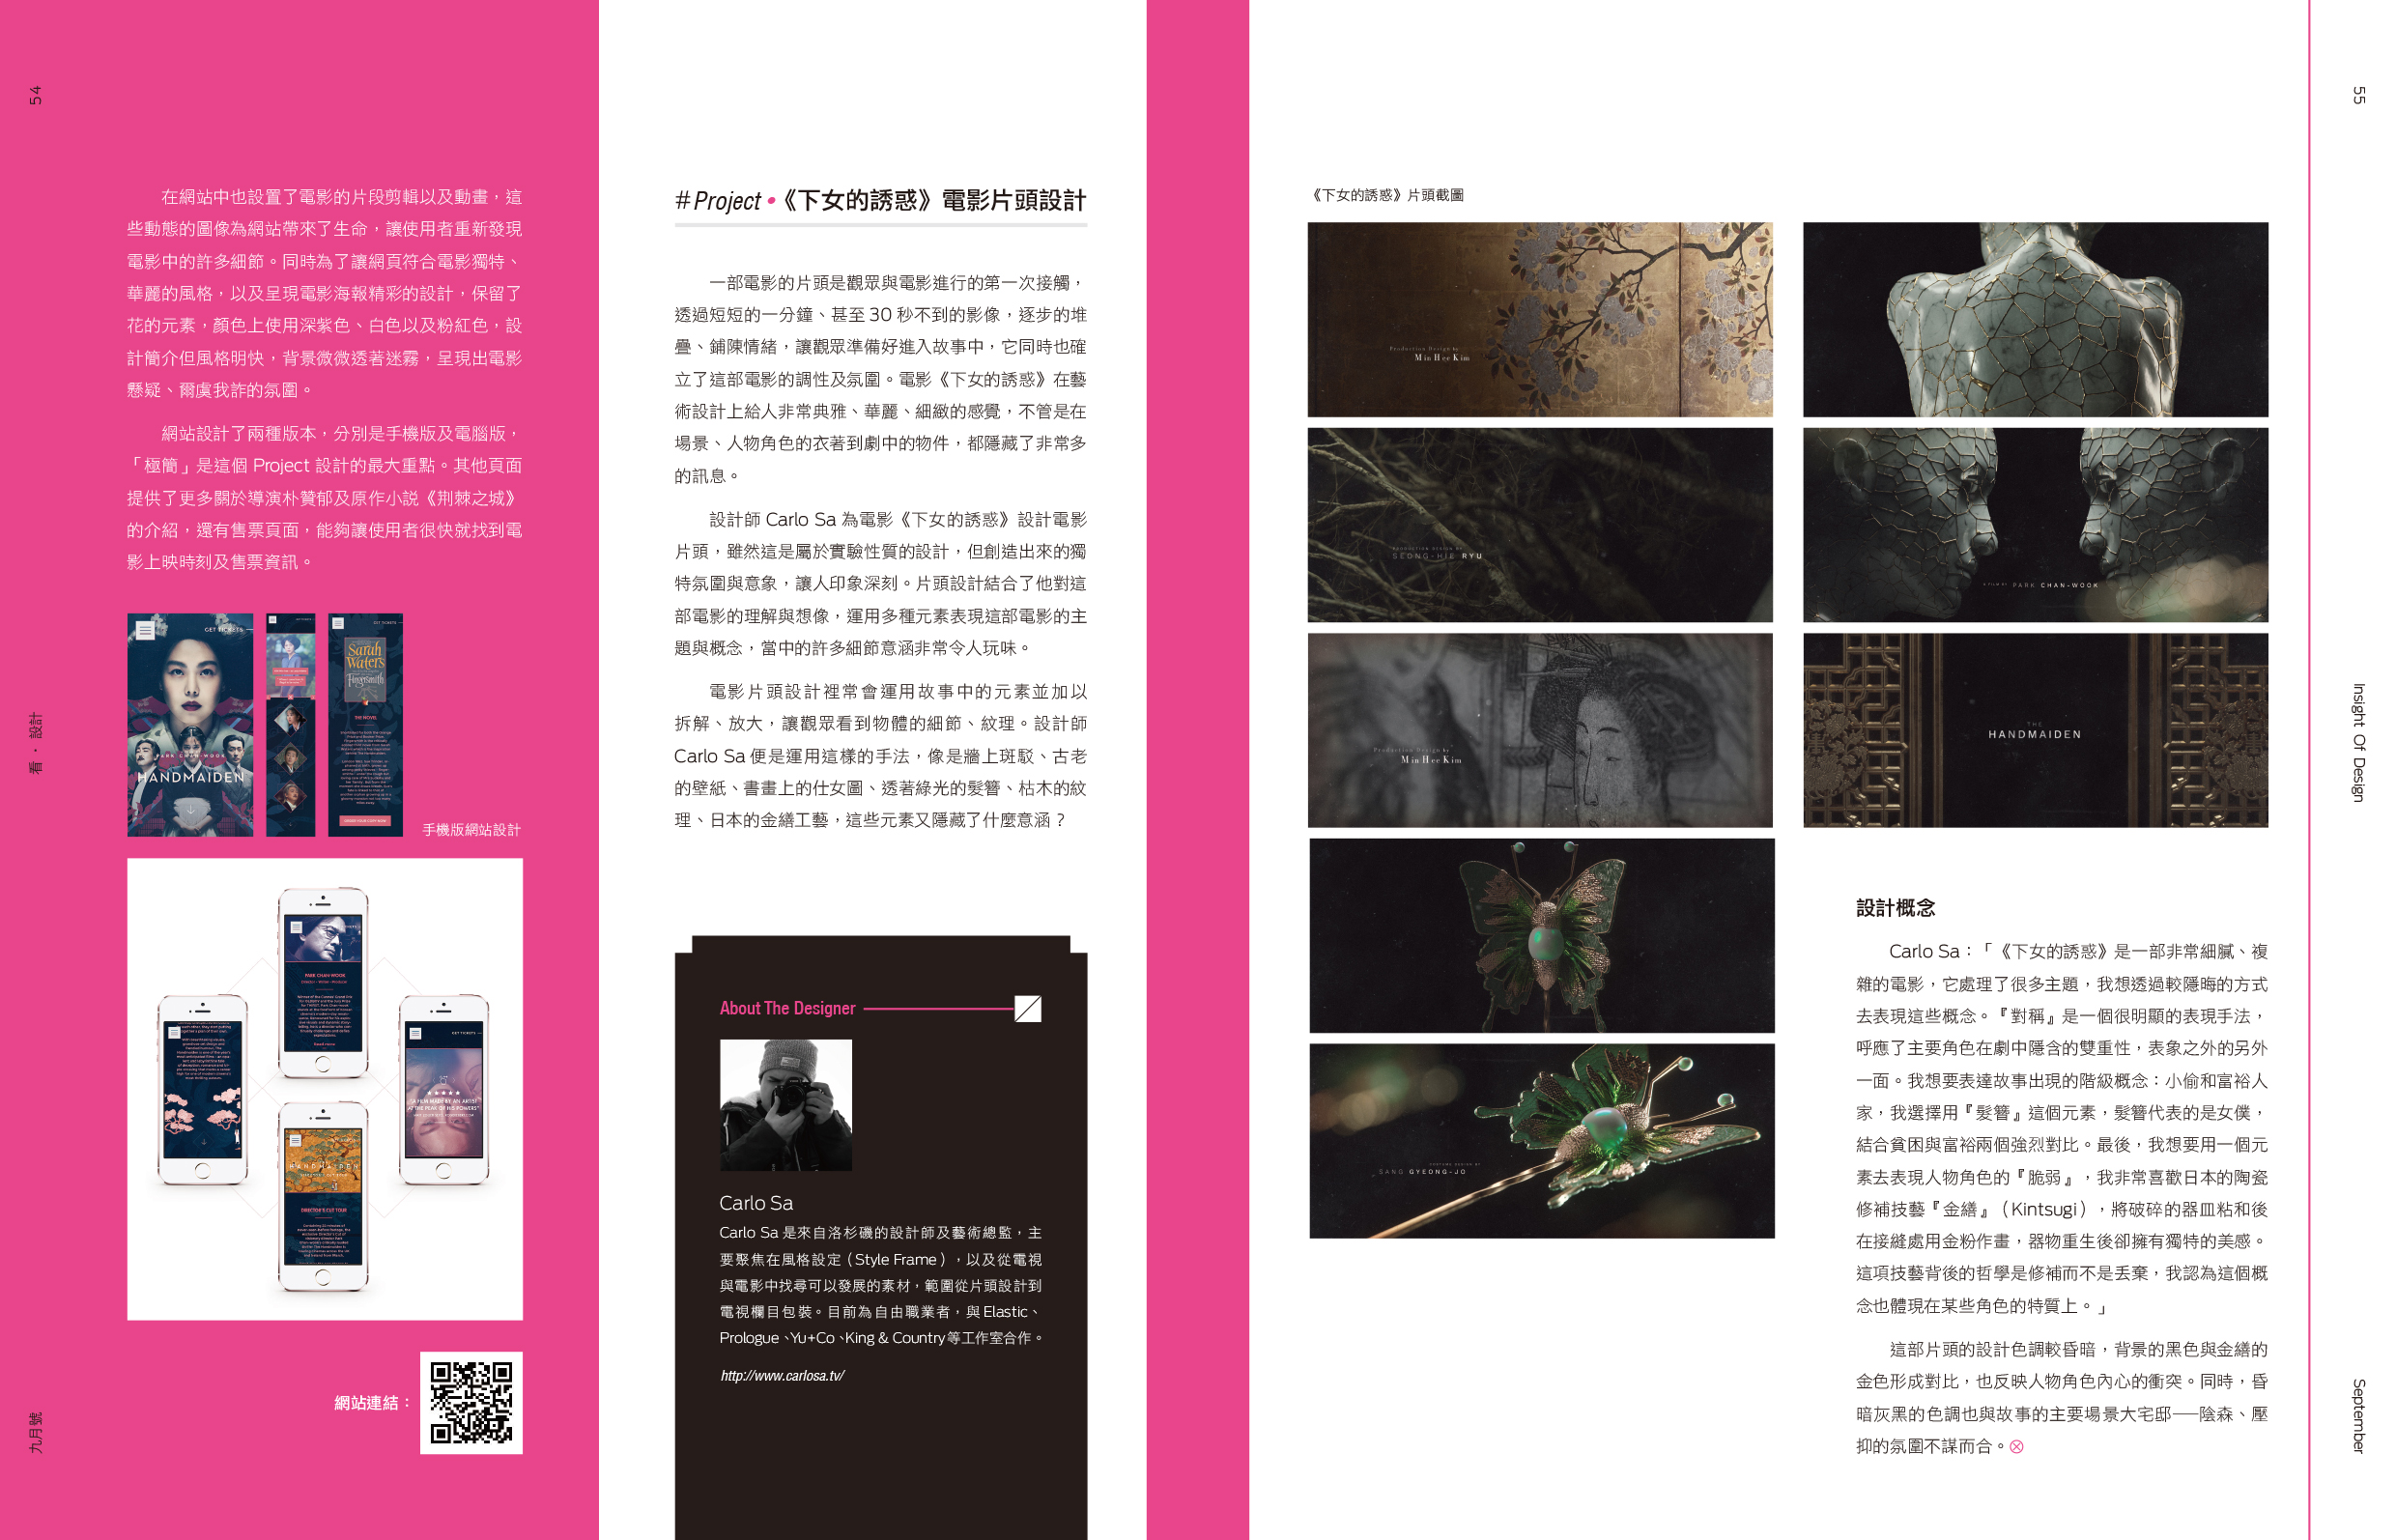 54
看・設計
九月號
在網站中也設置了電影的片段剪輯以及動畫，這
些動態的圖像為網站帶來了生命，讓使用者重新發現
電影中的許多細節。同時為了讓網頁符合電影獨特、
華麗的風格，以及呈現電影海報精彩的設計，保留了
花的元素，顏色上使用深紫色、白色以及粉紅色，設
計簡介但風格明快，背景微微透著迷霧，呈現出電影
懸疑、爾虞我詐的氛圍。
網站設計了兩種版本，分別是手機版及電腦版，
「極簡」是這個 Project 設計的最大重點。其他頁面
提供了更多關於導演朴贊郁及原作小說《荆棘之城》
的介紹，還有售票頁面，能夠讓使用者很快就找到電
影上映時刻及售票資訊。
GET TICKETS
PARK CHAN-WOOK
HANDMAIDEN
Sarah
Waters
Fingersmith
THE NOVEL
手機版網站設計
PARK CHAN-WOOK
GET TICKETS
"A FILM MADE BY AN ARTIST
AT THE PEAK OF HIS POWERS"
HANDMAIDEN
DIRECTOR'S CUT TOUR
網站連結：
#Project・《下女的誘惑》電影片頭設計
一部電影的片頭是觀眾與電影進行的第一次接觸，
透過短短的一分鐘、甚至 30 秒不到的影像，逐步的堆
疊、鋪陳情緒，讓觀眾準備好進入故事中，它同時也確
立了這部電影的調性及氛圍。電影《下女的誘惑》在藝
術設計上給人非常典雅、華麗、細緻的感覺，不管是在
場景、人物角色的衣著到劇中的物件，都隱藏了非常多
的訊息。
設計師 Carlo Sa 為電影《下女的誘惑》設計電影
片頭，雖然這是屬於實驗性質的設計，但創造出來的獨
特氛圍與意象，讓人印象深刻。片頭設計結合了他對這
部電影的理解與想像，運用多種元素表現這部電影的主
題與概念，當中的許多細節意涵非常令人玩味。
電影片頭設計裡常會運用故事中的元素並加以
拆解、放大，讓觀眾看到物體的細節、紋理。設計師
Carlo Sa 便是運用這樣的手法，像是牆上斑駁、古老
的壁紙、書畫上的仕女圖、透著綠光的髮簪、枯木的紋
理、日本的金繕工藝，這些元素又隱藏了什麼意涵？
About The Designer
Carlo Sa
Carlo Sa 是來自洛杉磯的設計師及藝術總監，主
要聚焦在風格設定（Style Frame），以及從電視
與電影中找尋可以發展的素材，範圍從片頭設計到
電視欄目包裝。目前為自由職業者，與 Elastic、
Prologue、Yu+Co、King & Country等工作室合作。
http://www.carlosa.tv/
《下女的誘惑》片頭截圖
Production Design by
Min Hee Kim
PRODUCTION DESIGN BY
SEONG-HIE RYU
Production Design by
Min Hee Kim
COSTUME DESIGN BY
SANG GYEONG-JO
A FILM BY PARK CHAN-WOOK
THE
HANDMAIDEN
設計概念
Carlo Sa：「《下女的誘惑》是一部非常細膩、複
雜的電影，它處理了很多主題，我想透過較隱晦的方式
去表現這些概念。『對稱』是一個很明顯的表現手法，
呼應了主要角色在劇中隱含的雙重性，表象之外的另外
一面。我想要表達故事出現的階級概念：小偷和富裕人
家，我選擇用『髮簪』這個元素，髮簪代表的是女僕，
結合貧困與富裕兩個強烈對比。最後，我想要用一個元
素去表現人物角色的『脆弱』，我非常喜歡日本的陶瓷
修補技藝『金繕』（Kintsugi），將破碎的器皿粘和後
在接縫處用金粉作畫，器物重生後卻擁有獨特的美感。
這項技藝背後的哲學是修補而不是丟棄，我認為這個概
念也體現在某些角色的特質上。」
這部片頭的設計色調較昏暗，背景的黑色與金繕的
金色形成對比，也反映人物角色內心的衝突。同時，昏
暗灰黑的色調也與故事的主要場景大宅邸——陰森、壓
抑的氛圍不謀而合。
55
Insight Of Design
September